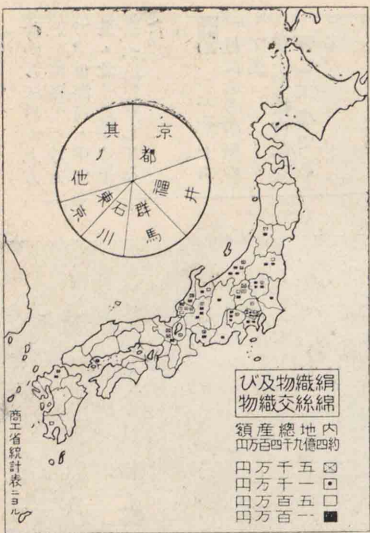 京都
福井
群馬
石川
東京
其ノ他
絹織物及び
綿絲交織物
内地總産額
約四億九千四百万円
五千万円
一千万円
五百万円
一百万円
商工省統計表ニヨル